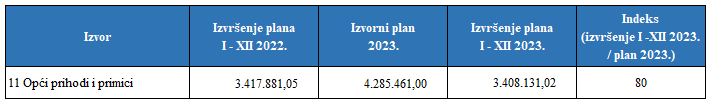 Izvor
Izvršenje plana
I - XII 2022.
Izvorni plan
2023.
Izvršenje plana
I - XII 2023.
Indeks
(izvršenje I -XII 2023.
/ plan 2023.)
11 Opći prihodi i primici
3.417.881,05
4.285.461,00
3.408.131,02
80